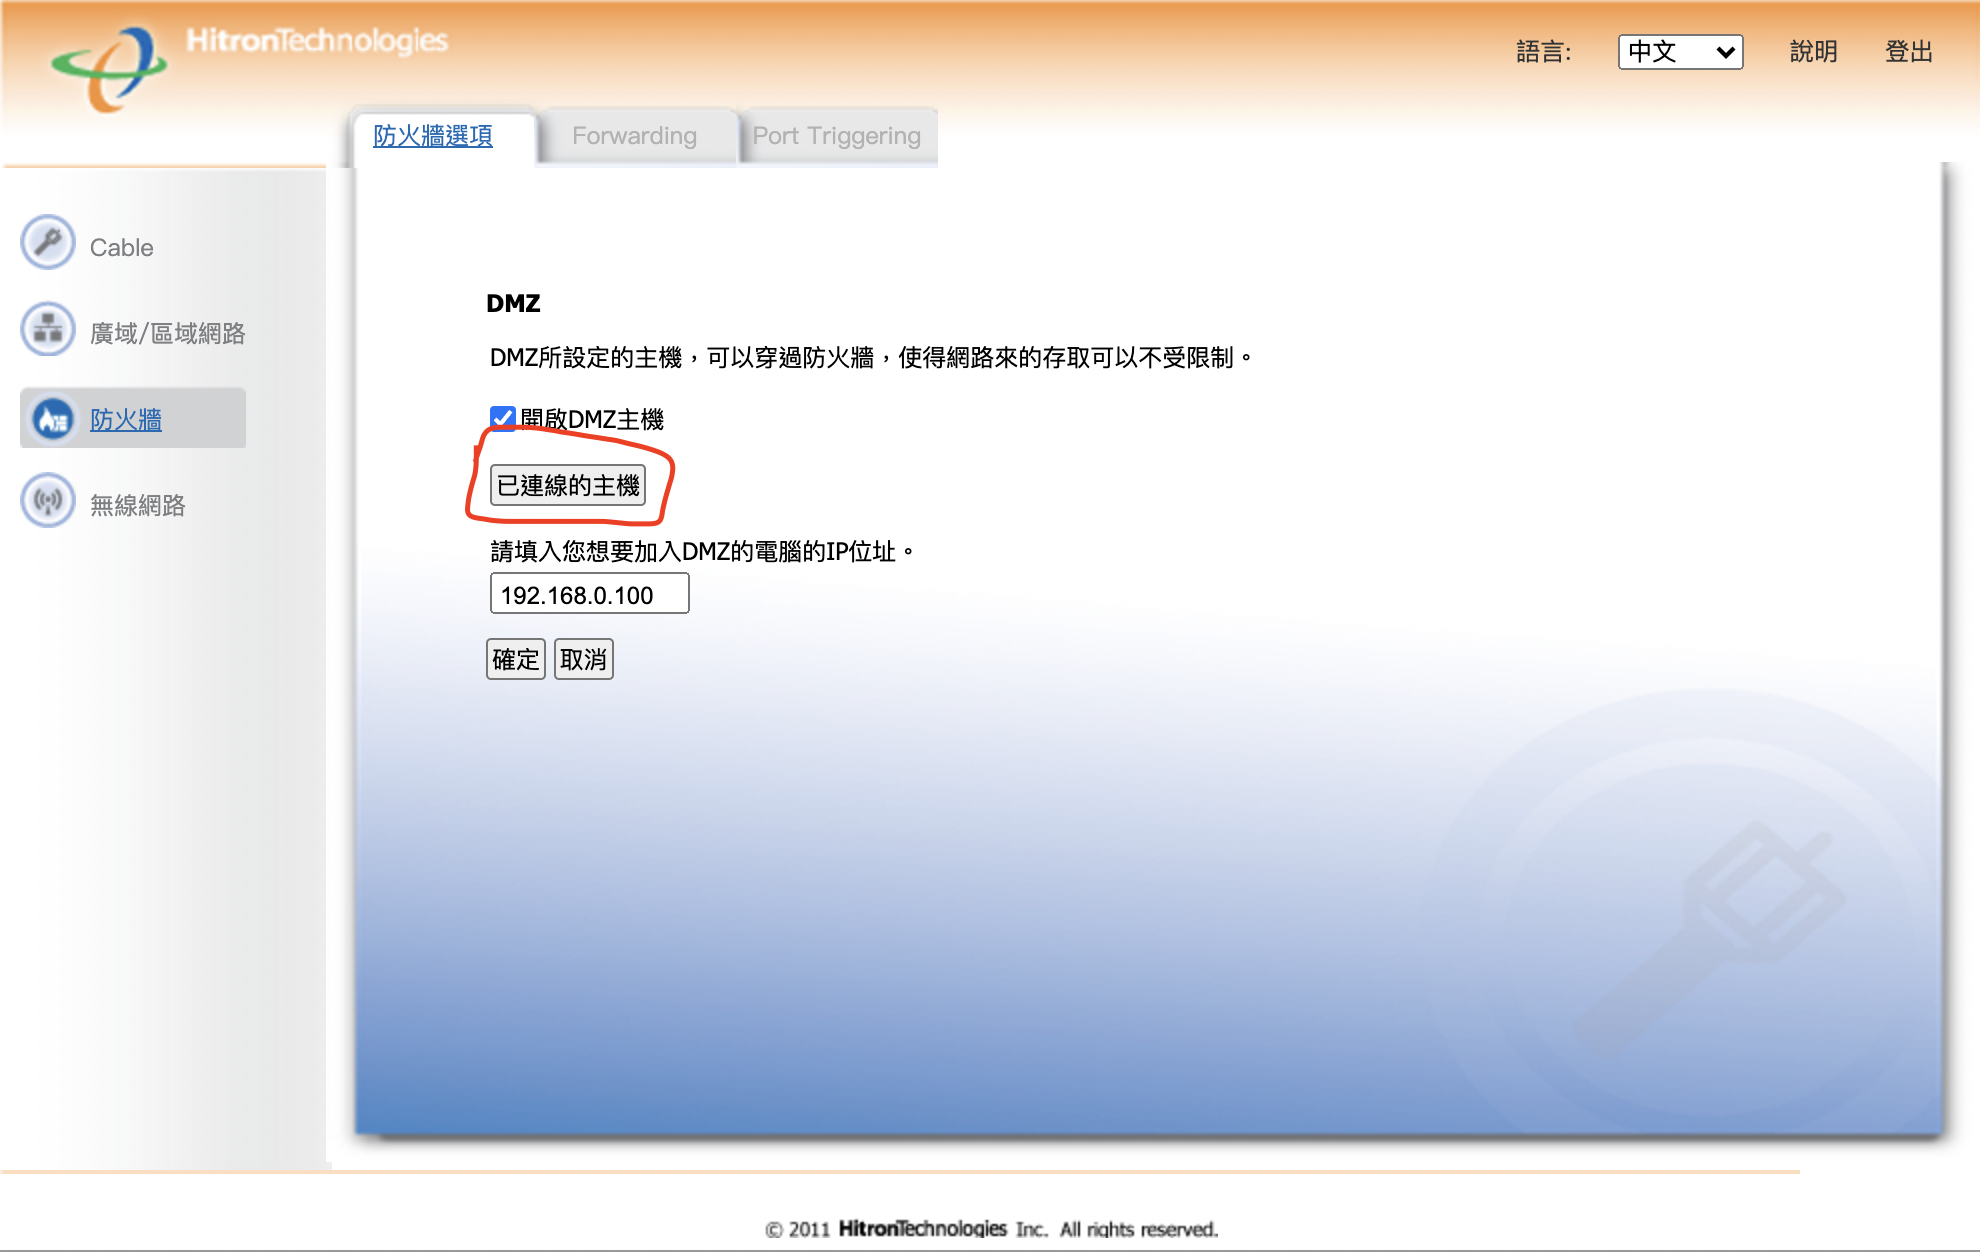 HitronTechnologies
語言: 中文 說明 登出
防火牆選項 Forwarding Port Triggering
Cable
廣域/區域網路
防火牆
無線網路
DMZ
DMZ所設定的主機，可以穿過防火牆，使得網路來的存取可以不受限制。
開啟DMZ主機
已連線的主機
請填入您想要加入DMZ的電腦的IP位址。
192.168.0.100
確定 取消
© 2011 HitronTechnologies Inc. All rights reserved.